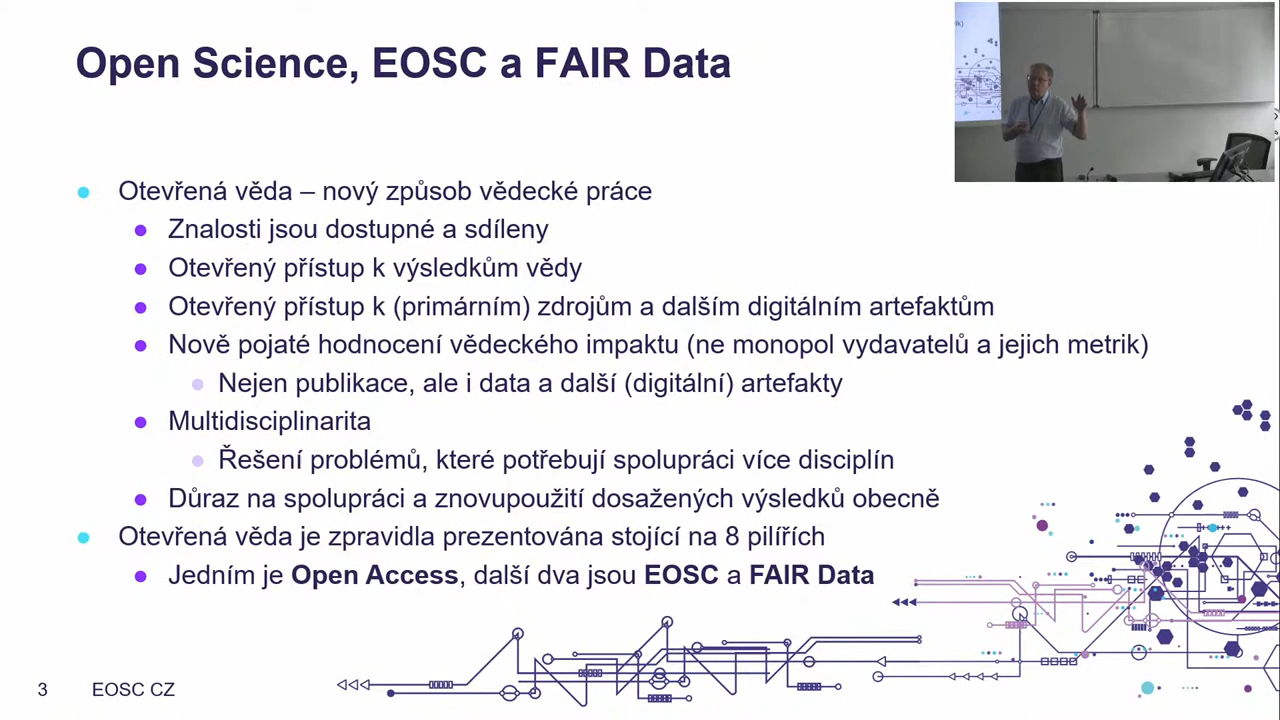 Open Science, EOSC a FAIR Data
Otevřená věda – nový způsob vědecké práce
Znalosti jsou dostupné a sdíleny
Otevřený přístup k výsledkům vědy
Otevřený přístup k (primárním) zdrojům a dalším digitálním artefaktům
Nově pojaté hodnocení vědeckého impaktu (ne monopol vydavatelů a jejich metrik)
Nejen publikace, ale i data a další (digitální) artefakty
Multidisciplinarita
Řešení problémů, které potřebují spolupráci více disciplín
Důraz na spolupráci a znovupoužití dosažených výsledků obecně
Otevřená věda je zpravidla prezentována stojící na 8 pilířích
Jedním je Open Access, další dva jsou EOSC a FAIR Data
3 EOSC CZ